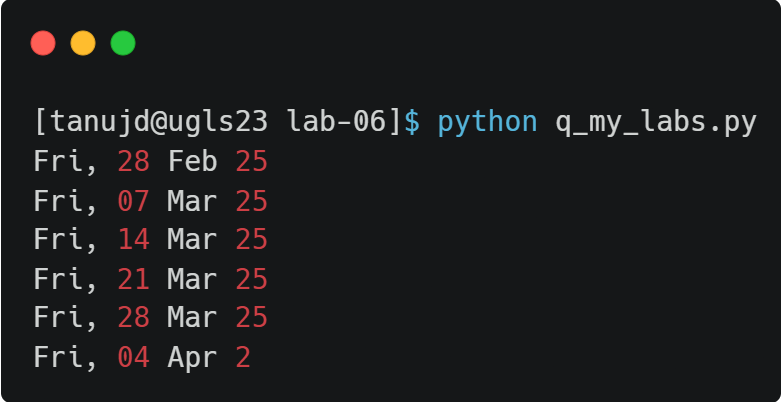 [tanujd@ugls23 lab-06]$ python q_my_labs.py
Fri, 28 Feb 25
Fri, 07 Mar 25
Fri, 14 Mar 25
Fri, 21 Mar 25
Fri, 28 Mar 25
Fri, 04 Apr 2